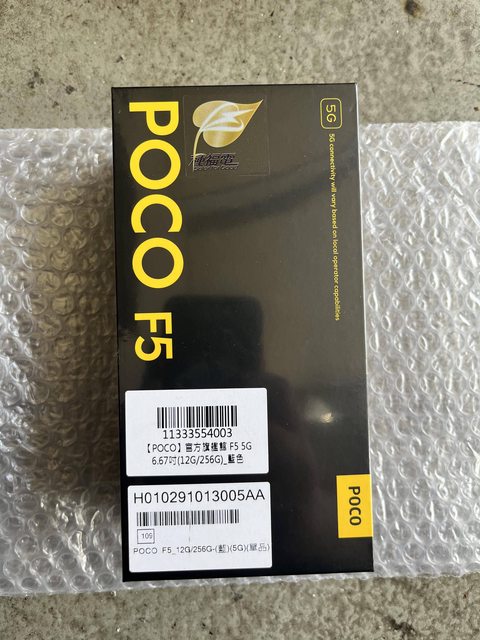 POCO F5
5G
5G connectivity will vary based on local operator capabilities
11333554003
【POCO】官方旗艦館 F5 5G
6.67吋(12G/256G)_藍色
H010291013005AA
109
POCO F5_12G/256G-(藍)(5G)(單品)
POCO